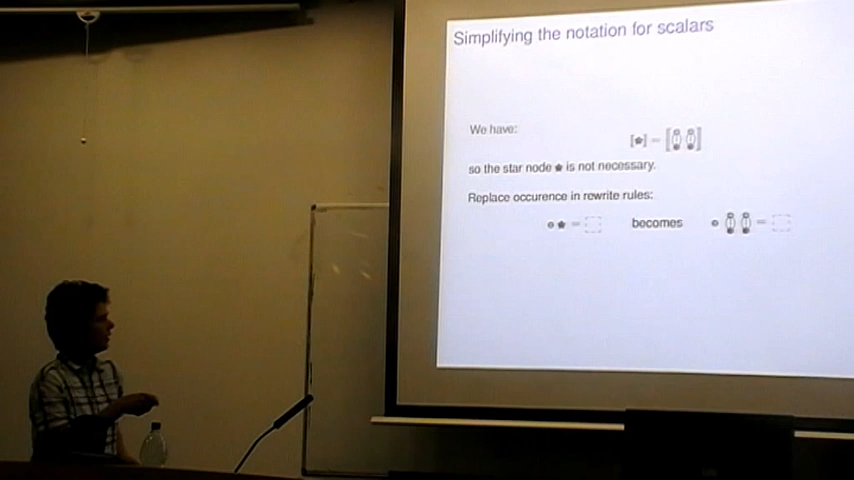 Simplifying the notation for scalars
We have:
so the star node is not necessary.
Replace occurence in rewrite rules:
becomes